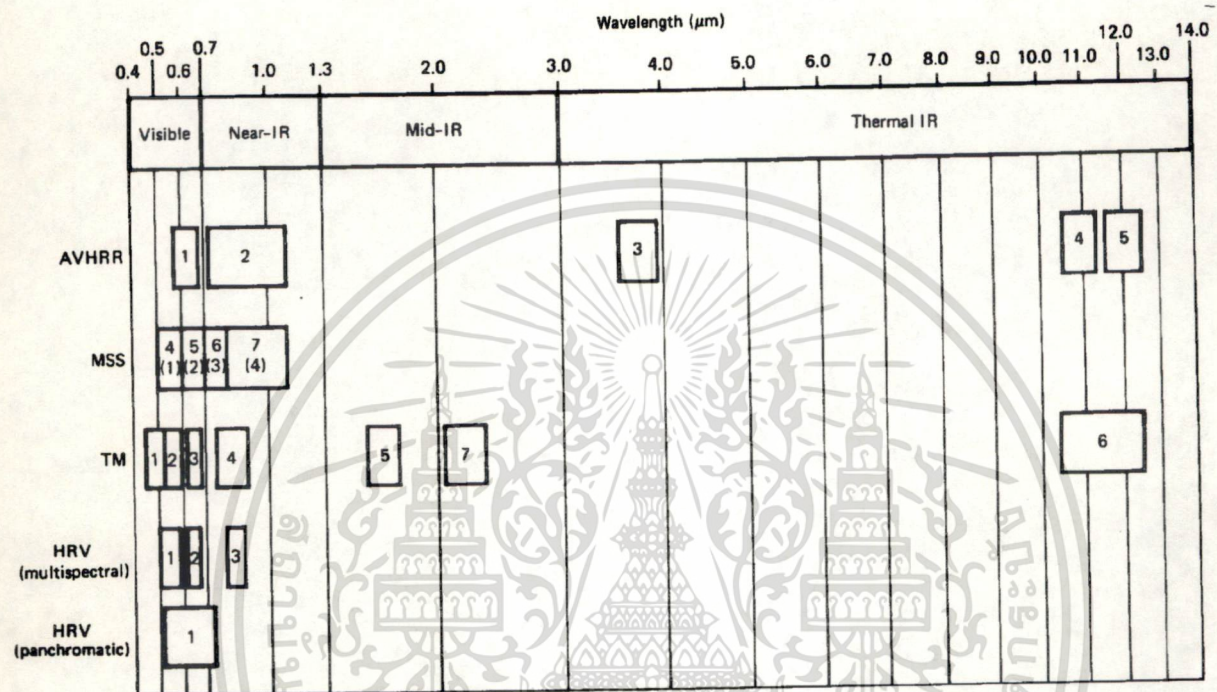 Wavelength (μm)
0.4 0.5 0.6 0.7 1.0 1.3 2.0 3.0 4.0 5.0 6.0 7.0 8.0 9.0 10.0 11.0 12.0 13.0 14.0
Visible Near-IR Mid-IR Thermal IR
AVHRR 1 2 3 4 5
MSS 4 5 6 7
(1) (2) (3) (4)
TM 1 2 3 4 5 7 6
HRV
(multispectral) 1 2 3
HRV
(panchromatic) 1